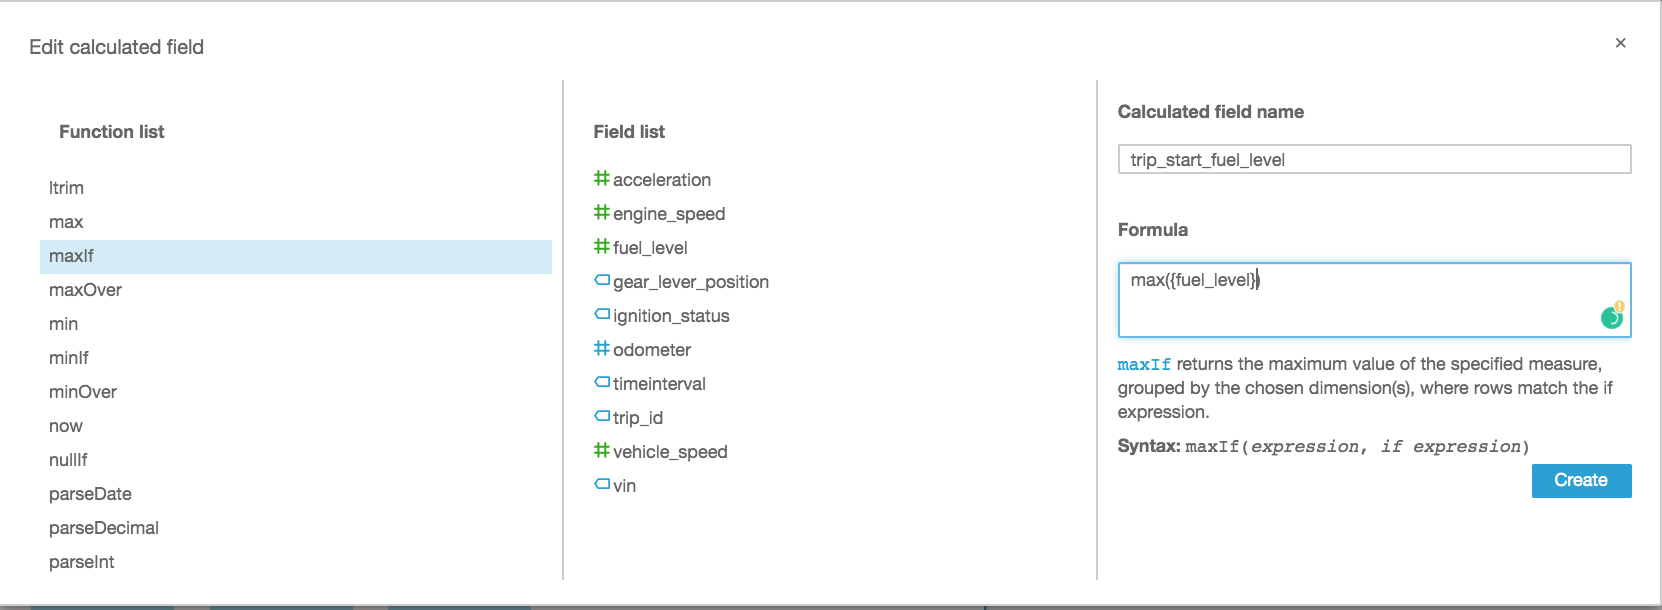 Edit calculated field
×
Function list
ltrim
max
maxIf
maxOver
min
minIf
minOver
now
nullIf
parseDate
parseDecimal
parseInt
Field list
acceleration
engine_speed
fuel_level
gear_lever_position
ignition_status
odometer
timeinterval
trip_id
vehicle_speed
vin
Calculated field name
trip_start_fuel_level
Formula
max({fuel_level})
maxIf returns the maximum value of the specified measure,
grouped by the chosen dimension(s), where rows match the if
expression.
Syntax: maxIf(expression, if expression)
Create